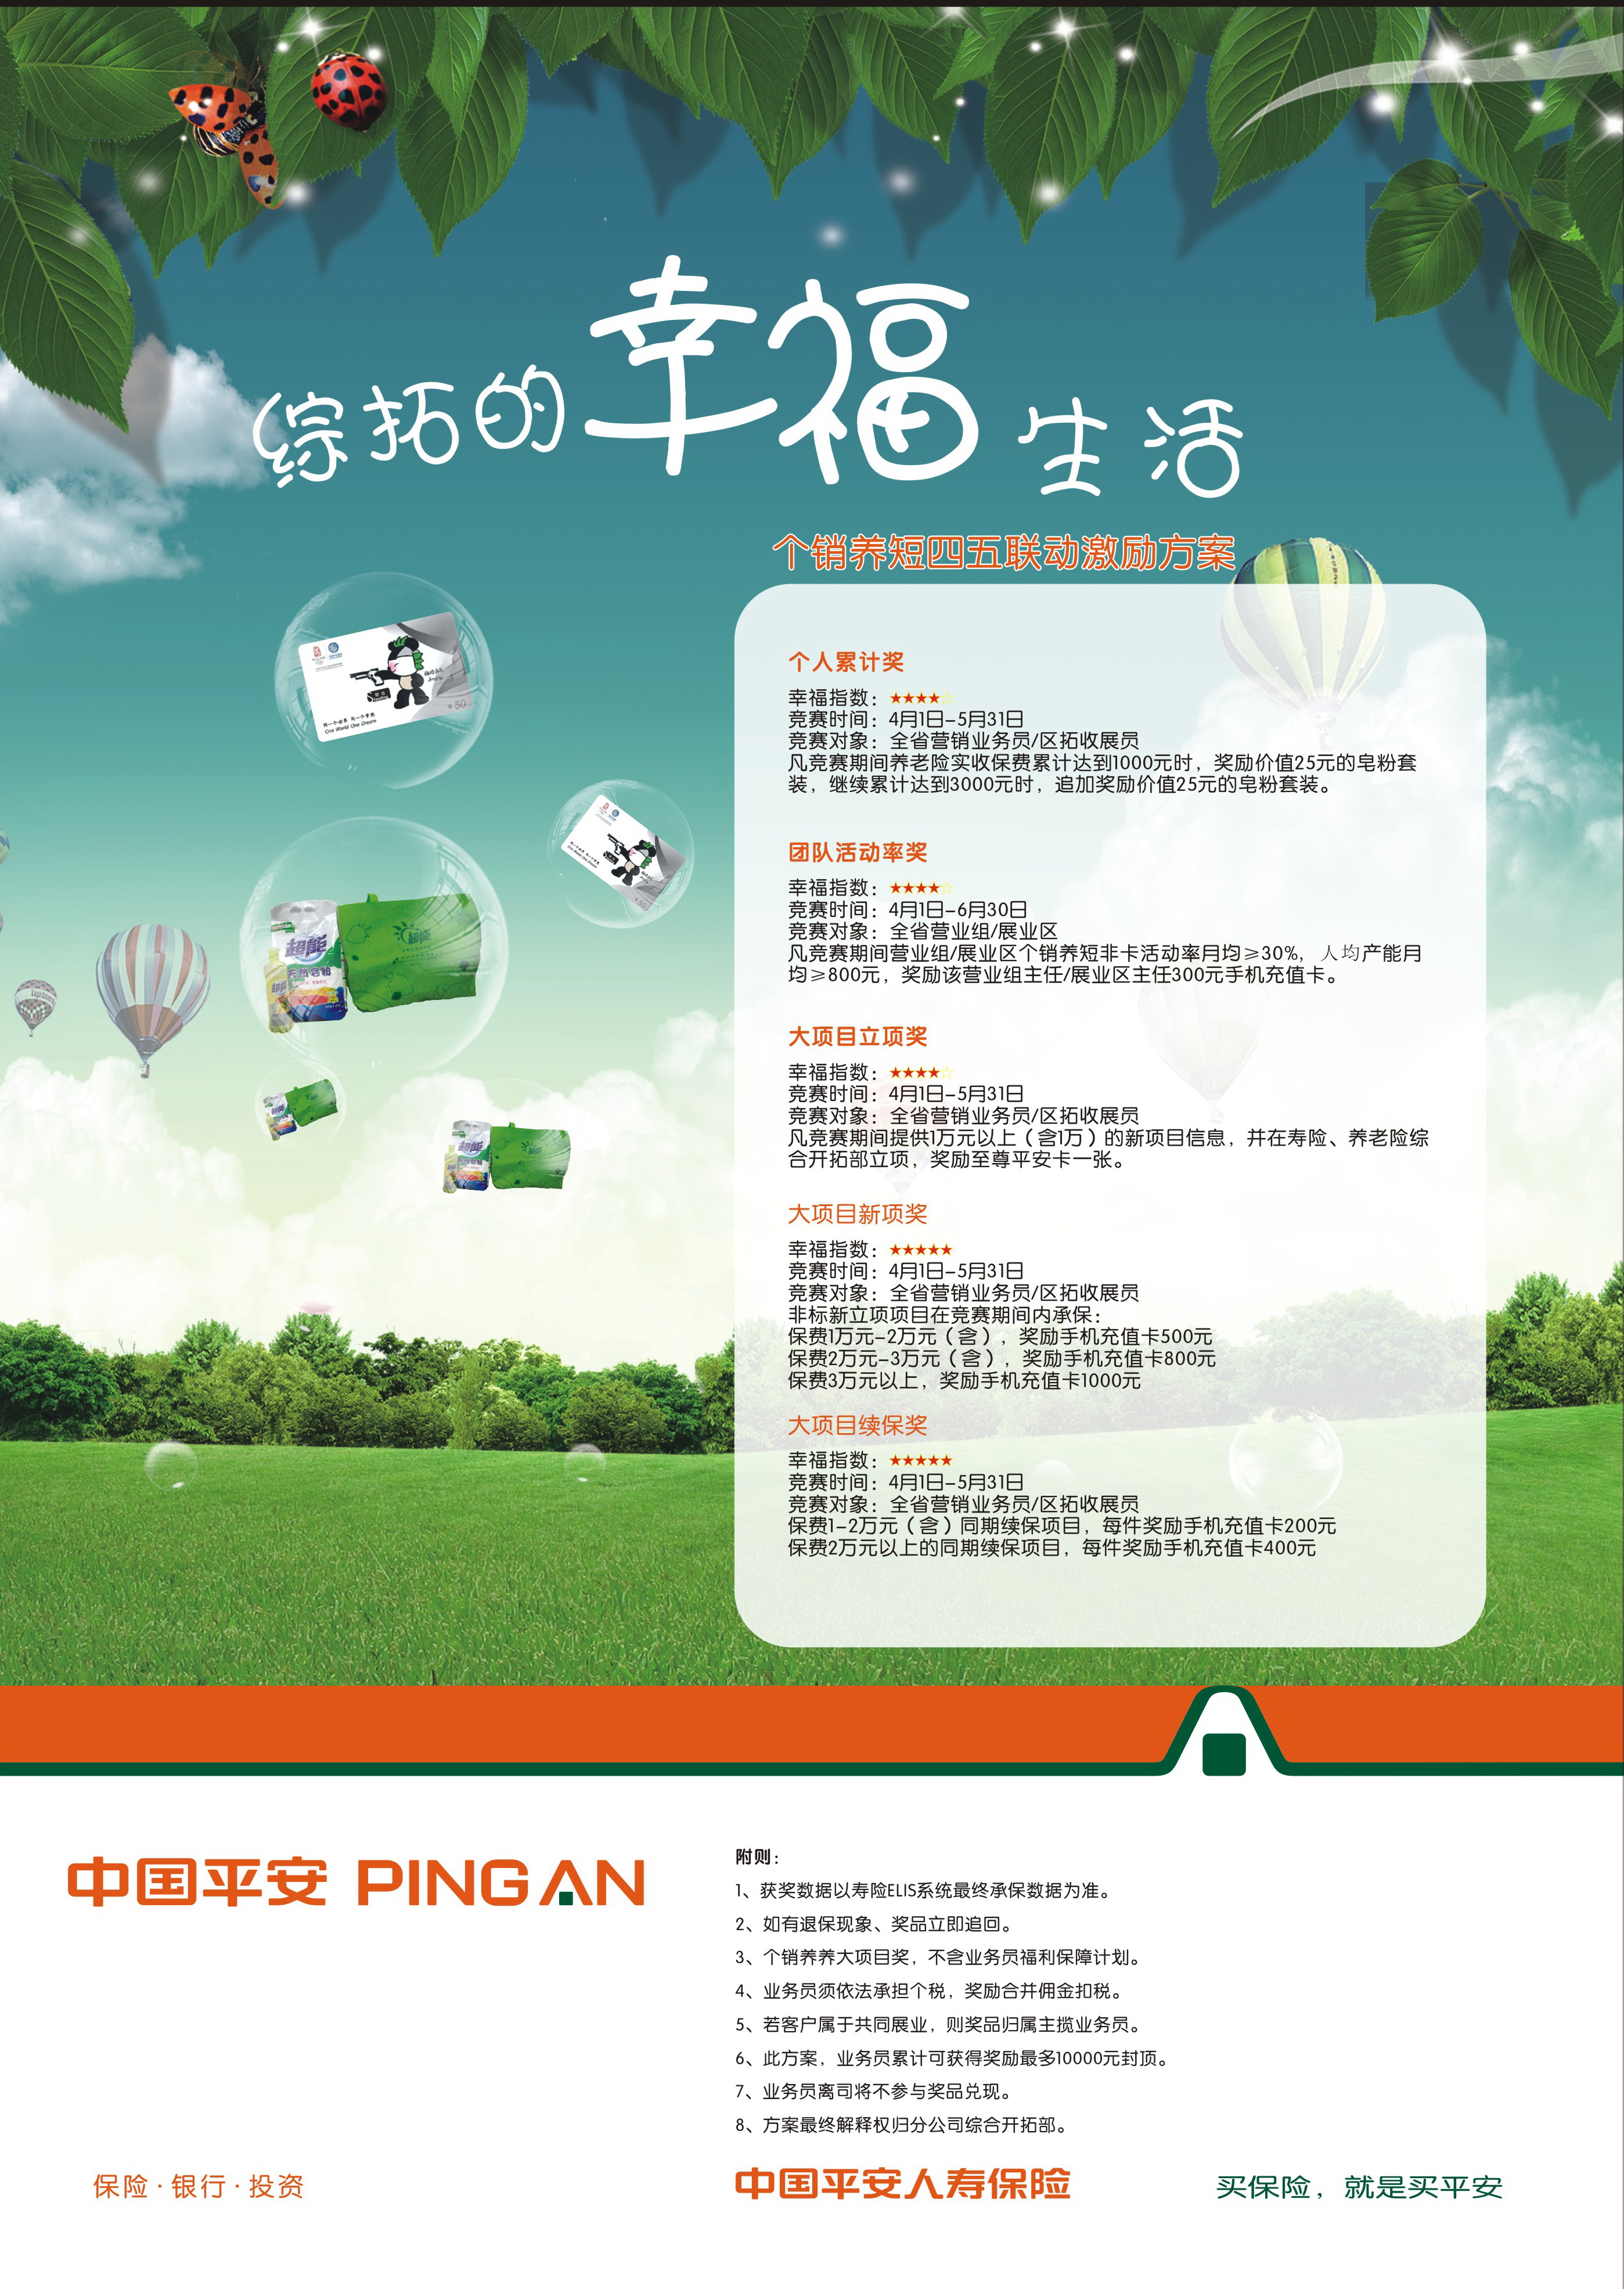 综拓的幸福生活
个销养短四五联动激励方案
个人累计奖
幸福指数：★★★★☆
竞赛时间：4月1日-5月31日
竞赛对象：全省营销业务员/区拓收展员
凡竞赛期间养老险实收保费累计达到1000元时，奖励价值25元的皂粉套
装，继续累计达到3000元时，追加奖励价值25元的皂粉套装。
团队活动率奖
幸福指数：★★★★☆
竞赛时间：4月1日-6月30日
竞赛对象：全省营业组/展业区
凡竞赛期间营业组/展业区个销养短非卡活动率月均≥30%，人均产能月
均≥800元，奖励该营业组主任/展业区主任300元手机充值卡。
大项目立项奖
幸福指数：★★★★☆
竞赛时间：4月1日-5月31日
竞赛对象：全省营销业务员/区拓收展员
凡竞赛期间提供1万元以上（含1万）的新项目信息，并在寿险、养老险综
合开拓部立项，奖励至尊平安卡一张。
大项目新项奖
幸福指数：★★★★★
竞赛时间：4月1日-5月31日
竞赛对象：全省营销业务员/区拓收展员
非标新立项项目在竞赛期间内承保：
保费1万元-2万元（含），奖励手机充值卡500元
保费2万元-3万元（含），奖励手机充值卡800元
保费3万元以上，奖励手机充值卡1000元
大项目续保奖
幸福指数：★★★★★
竞赛时间：4月1日-5月31日
竞赛对象：全省营销业务员/区拓收展员
保费1-2万元（含）同期续保项目，每件奖励手机充值卡200元
保费2万元以上的同期续保项目，每件奖励手机充值卡400元
同一个世界 同一个梦想
One World One Dream
¥50
超能
天然皂粉
超能
中国平安 PINGAN
附则：
1、获奖数据以寿险ELIS系统最终承保数据为准。
2、如有退保现象、奖品立即追回。
3、个销养养大项目奖，不含业务员福利保障计划。
4、业务员须依法承担个税，奖励合并佣金扣税。
5、若客户属于共同展业，则奖品归属主揽业务员。
6、此方案，业务员累计可获得奖励最多10000元封顶。
7、业务员离司将不参与奖品兑现。
8、方案最终解释权归分公司综合开拓部。
保险·银行·投资
中国平安人寿保险
买保险，就是买平安